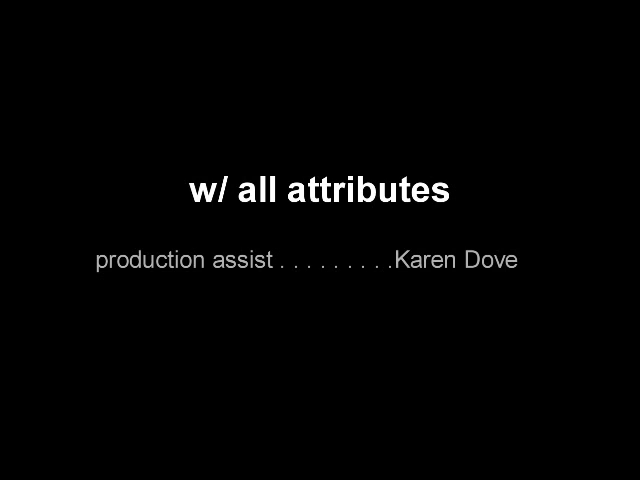 w/ all attributes
production assist . . . . . . . . .Karen Dove